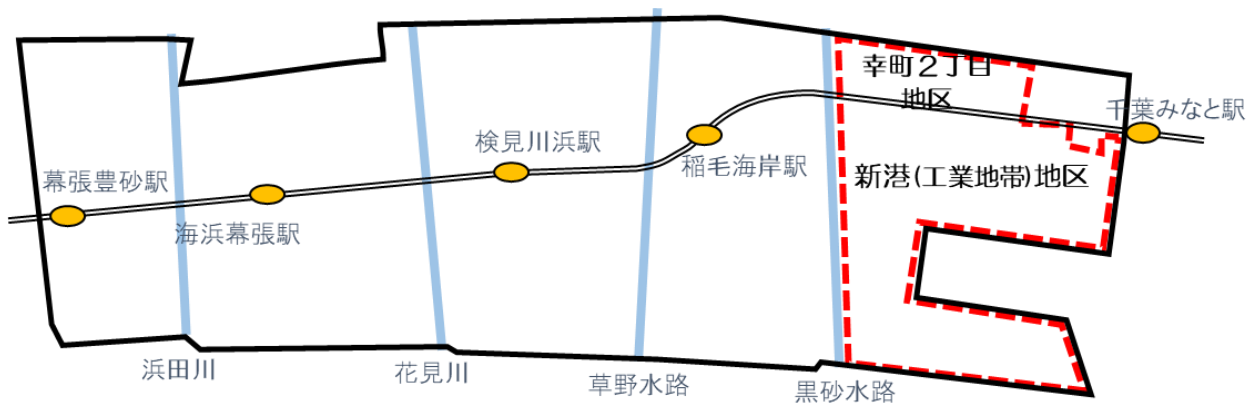 幸町２丁目
地区
千葉みなと駅
検見川浜駅
稲毛海岸駅
新港(工業地帯)地区
幕張豊砂駅
海浜幕張駅
浜田川
花見川
草野水路
黒砂水路